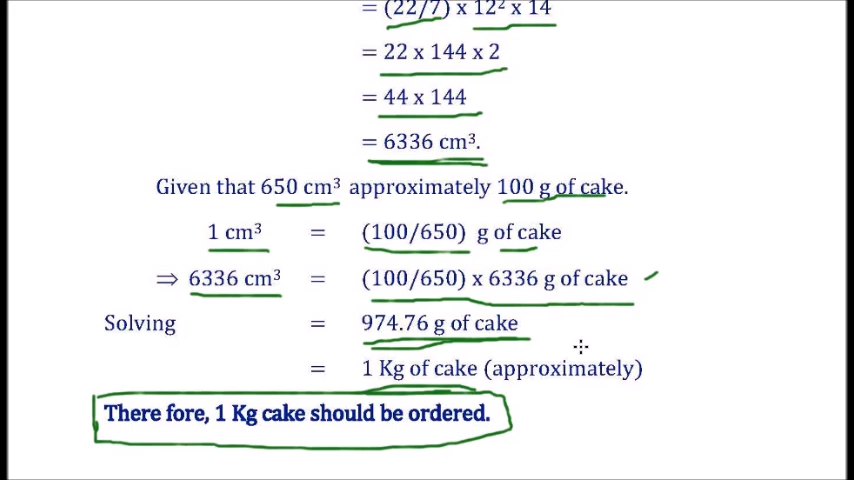 = (22/7) x 12² x 14
= 22 x 144 x 2
= 44 x 144
= 6336 cm³.
Given that 650 cm³ approximately 100 g of cake.
1 cm³ = (100/650) g of cake
⇒ 6336 cm³ = (100/650) x 6336 g of cake
Solving = 974.76 g of cake
= 1 Kg of cake (approximately)
There fore, 1 Kg cake should be ordered.